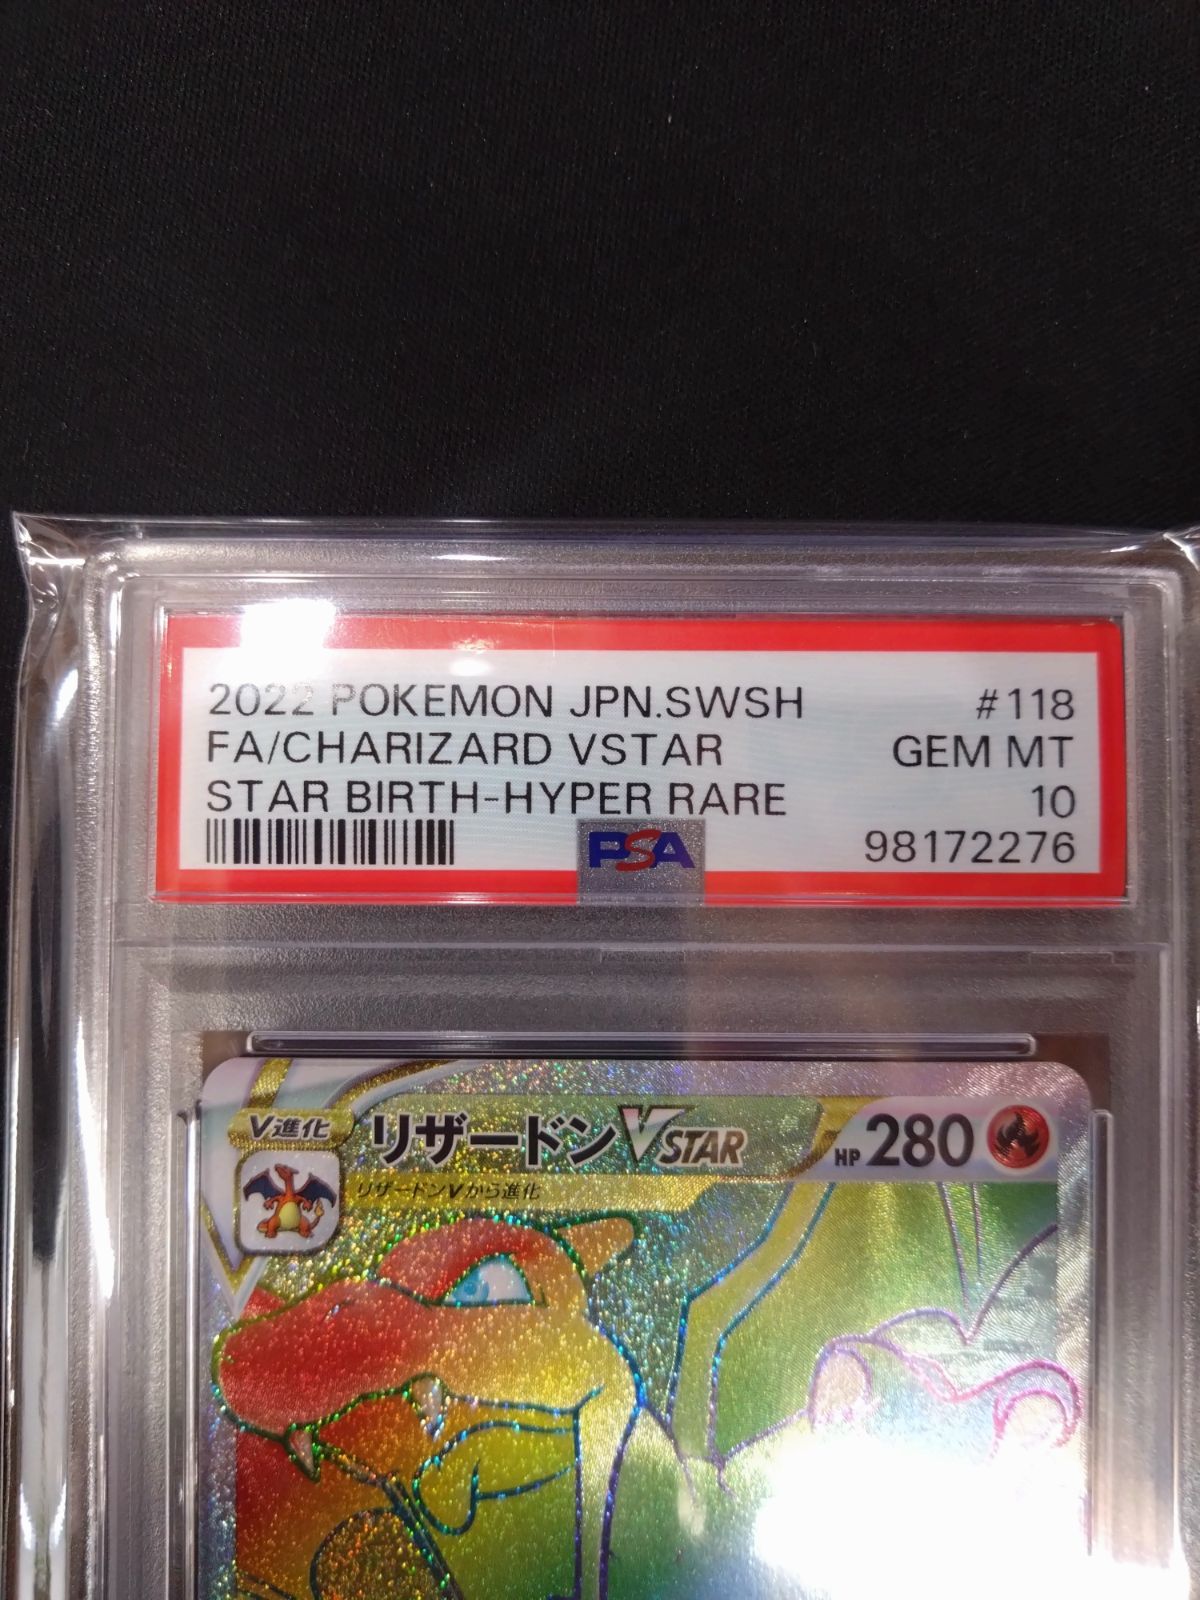 2022 POKEMON JPN.SWSH #118
FA/CHARIZARD VSTAR GEM MT
STAR BIRTH-HYPER RARE 10
PSA 98172276
V進化 リザードンVSTAR HP 280
リザードンVから進化